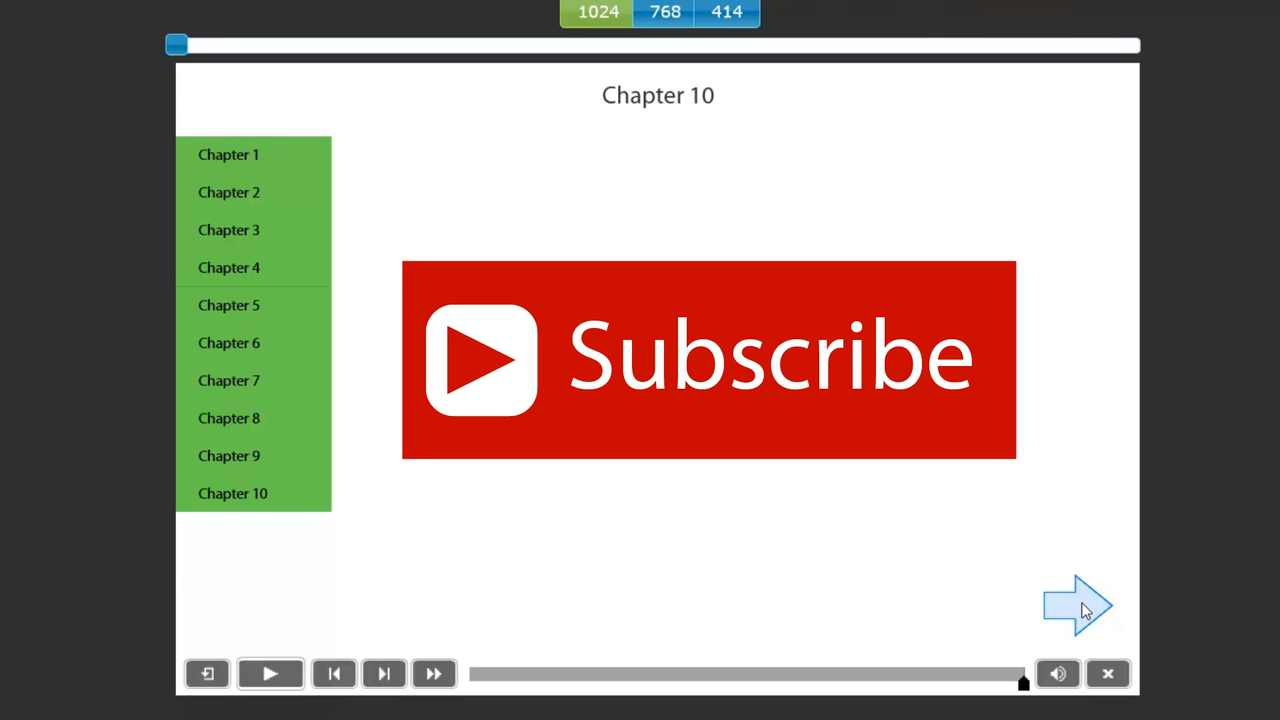 1024 768 414
Chapter 10
Chapter 1
Chapter 2
Chapter 3
Chapter 4
Chapter 5
Chapter 6
Chapter 7
Chapter 8
Chapter 9
Chapter 10
Subscribe